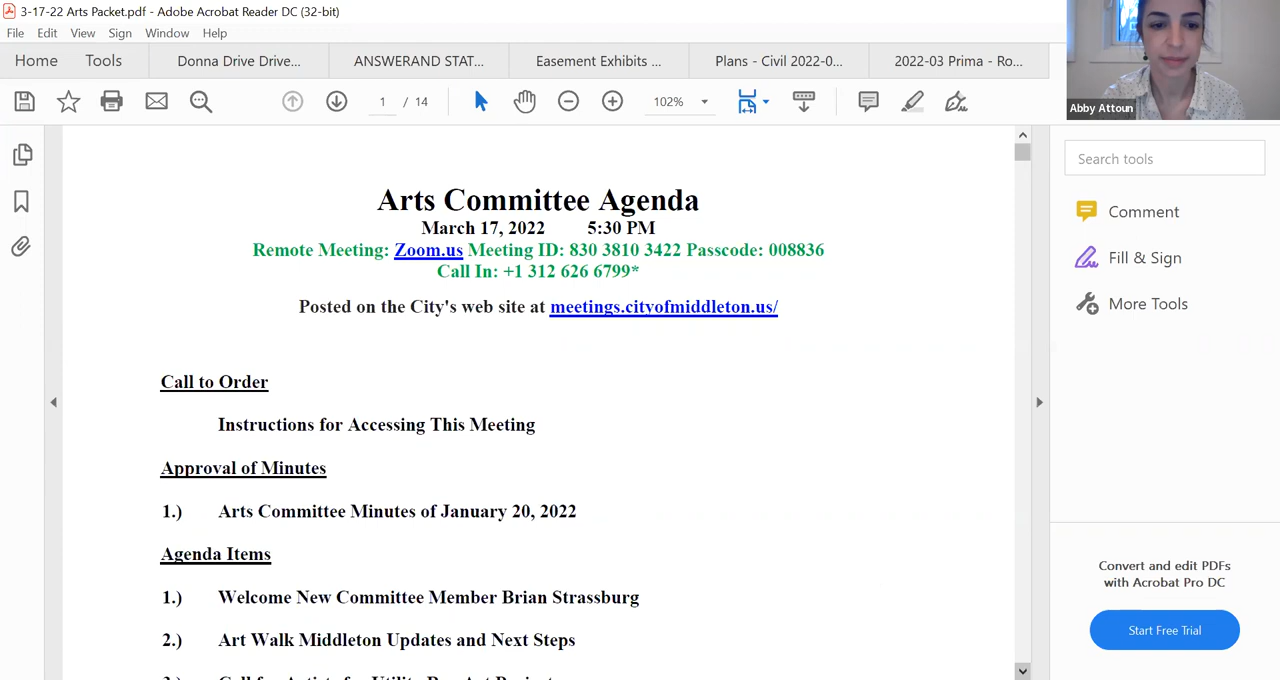 3-17-22 Arts Packet.pdf - Adobe Acrobat Reader DC (32-bit)
File Edit View Sign Window Help
Home Tools Donna Drive Drive... ANSWERAND STAT... Easement Exhibits ... Plans - Civil 2022-0... 2022-03 Prima - Ro...
1 / 14 102%
Abby Attoun
Arts Committee Agenda
March 17, 2022 5:30 PM
Remote Meeting: Zoom.us Meeting ID: 830 3810 3422 Passcode: 008836
Call In: +1 312 626 6799*
Posted on the City's web site at meetings.cityofmiddleton.us/
Call to Order
Instructions for Accessing This Meeting
Approval of Minutes
1.) Arts Committee Minutes of January 20, 2022
Agenda Items
1.) Welcome New Committee Member Brian Strassburg
2.) Art Walk Middleton Updates and Next Steps
Search tools
Comment
Fill & Sign
More Tools
Convert and edit PDFs
with Acrobat Pro DC
Start Free Trial